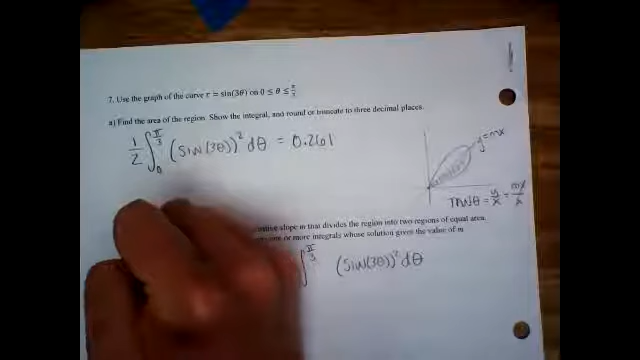 7. Use the graph of the curve r = sin(3θ) on 0 ≤ θ ≤ π/3
a) Find the area of the region. Show the integral, and round or truncate to three decimal places.
1/2 ∫₀^(π/3) (sin(3θ))² dθ = 0.261
y=mx
TANθ = y/x = mx/x
slope m that divides the region into two regions of equal area.
one or more integrals whose solution gives the value of m
∫^(π/3) (sin(3θ))² dθ